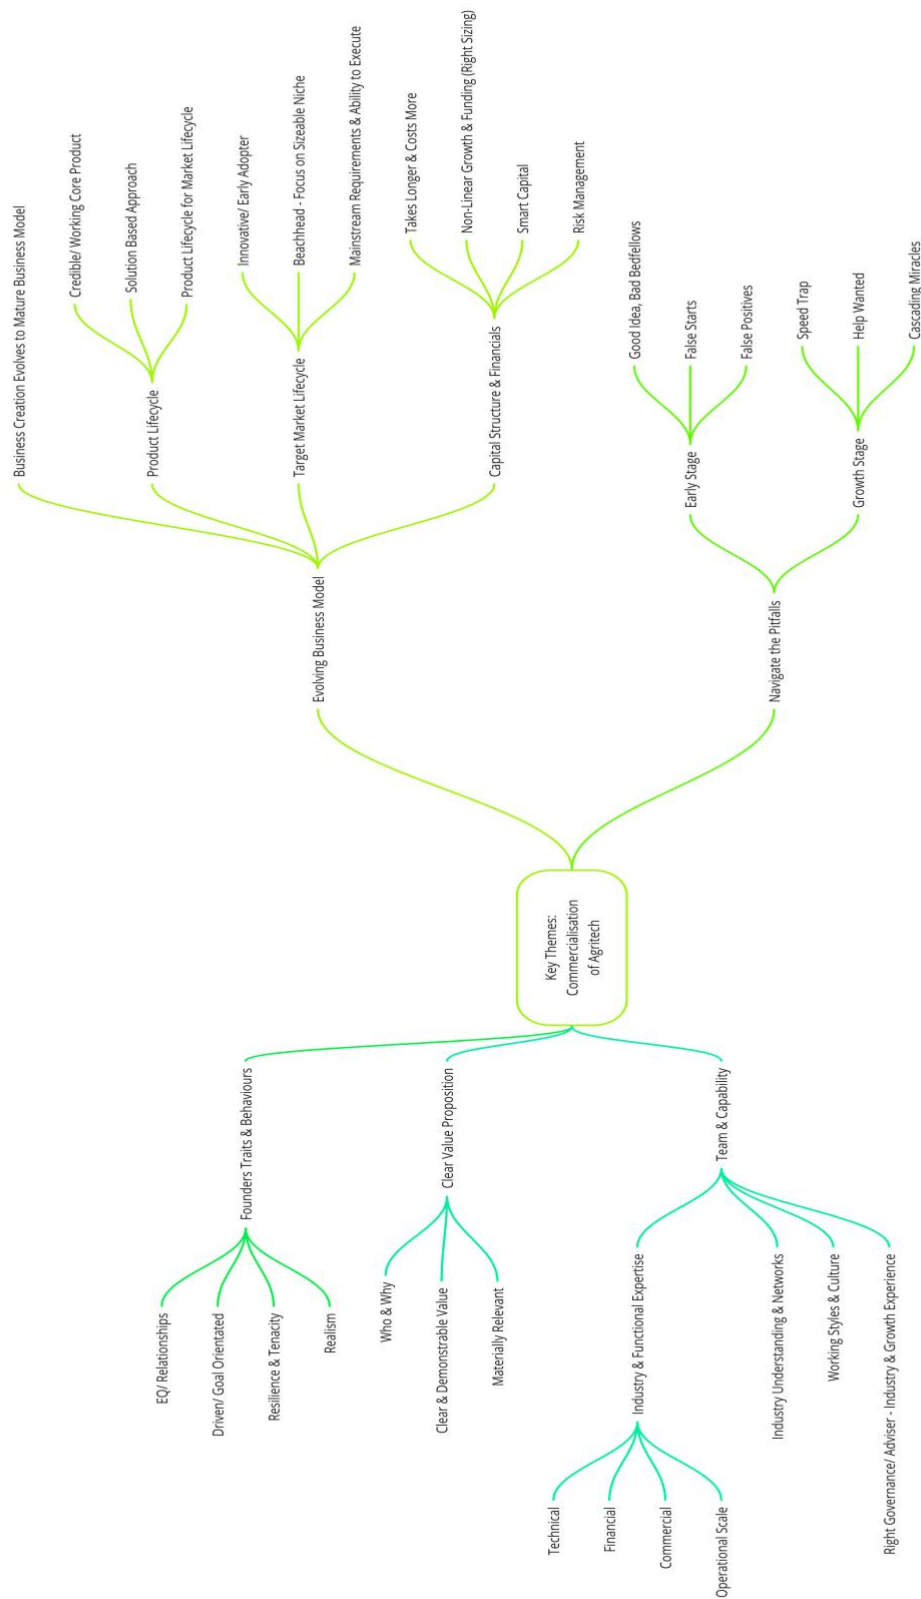 Key Themes:
Commercialisation
of Agritech
Founders Traits & Behaviours
EQ/ Relationships
Driven/ Goal Orientated
Resilience & Tenacity
Realism
Clear Value Proposition
Who & Why
Clear & Demonstrable Value
Materially Relevant
Team & Capability
Industry & Functional Expertise
Technical
Financial
Commercial
Operational Scale
Industry Understanding & Networks
Working Styles & Culture
Right Governance/ Adviser - Industry & Growth Experience
Evolving Business Model
Business Creation Evolves to Mature Business Model
Product Lifecycle
Credible/ Working Core Product
Solution Based Approach
Product Lifecycle for Market Lifecycle
Target Market Lifecycle
Innovative/ Early Adopter
Beachhead - Focus on Sizeable Niche
Mainstream Requirements & Ability to Execute
Capital Structure & Financials
Takes Longer & Costs More
Non-Linear Growth & Funding (Right Sizing)
Smart Capital
Risk Management
Navigate the Pitfalls
Early Stage
Good Idea, Bad Bedfellows
False Starts
False Positives
Growth Stage
Speed Trap
Help Wanted
Cascading Miracles